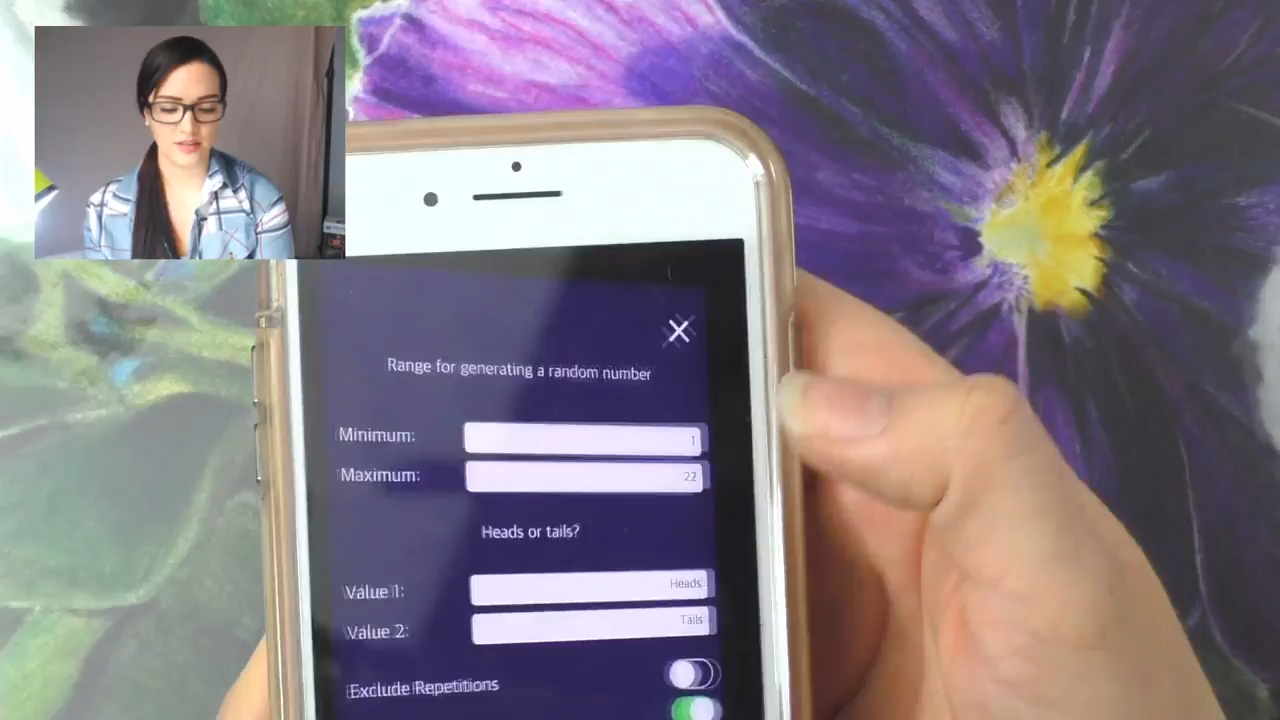 Range for generating a random number
Minimum: 1
Maximum: 22
Heads or tails?
Value 1: Heads
Value 2: Tails
Exclude Repetitions